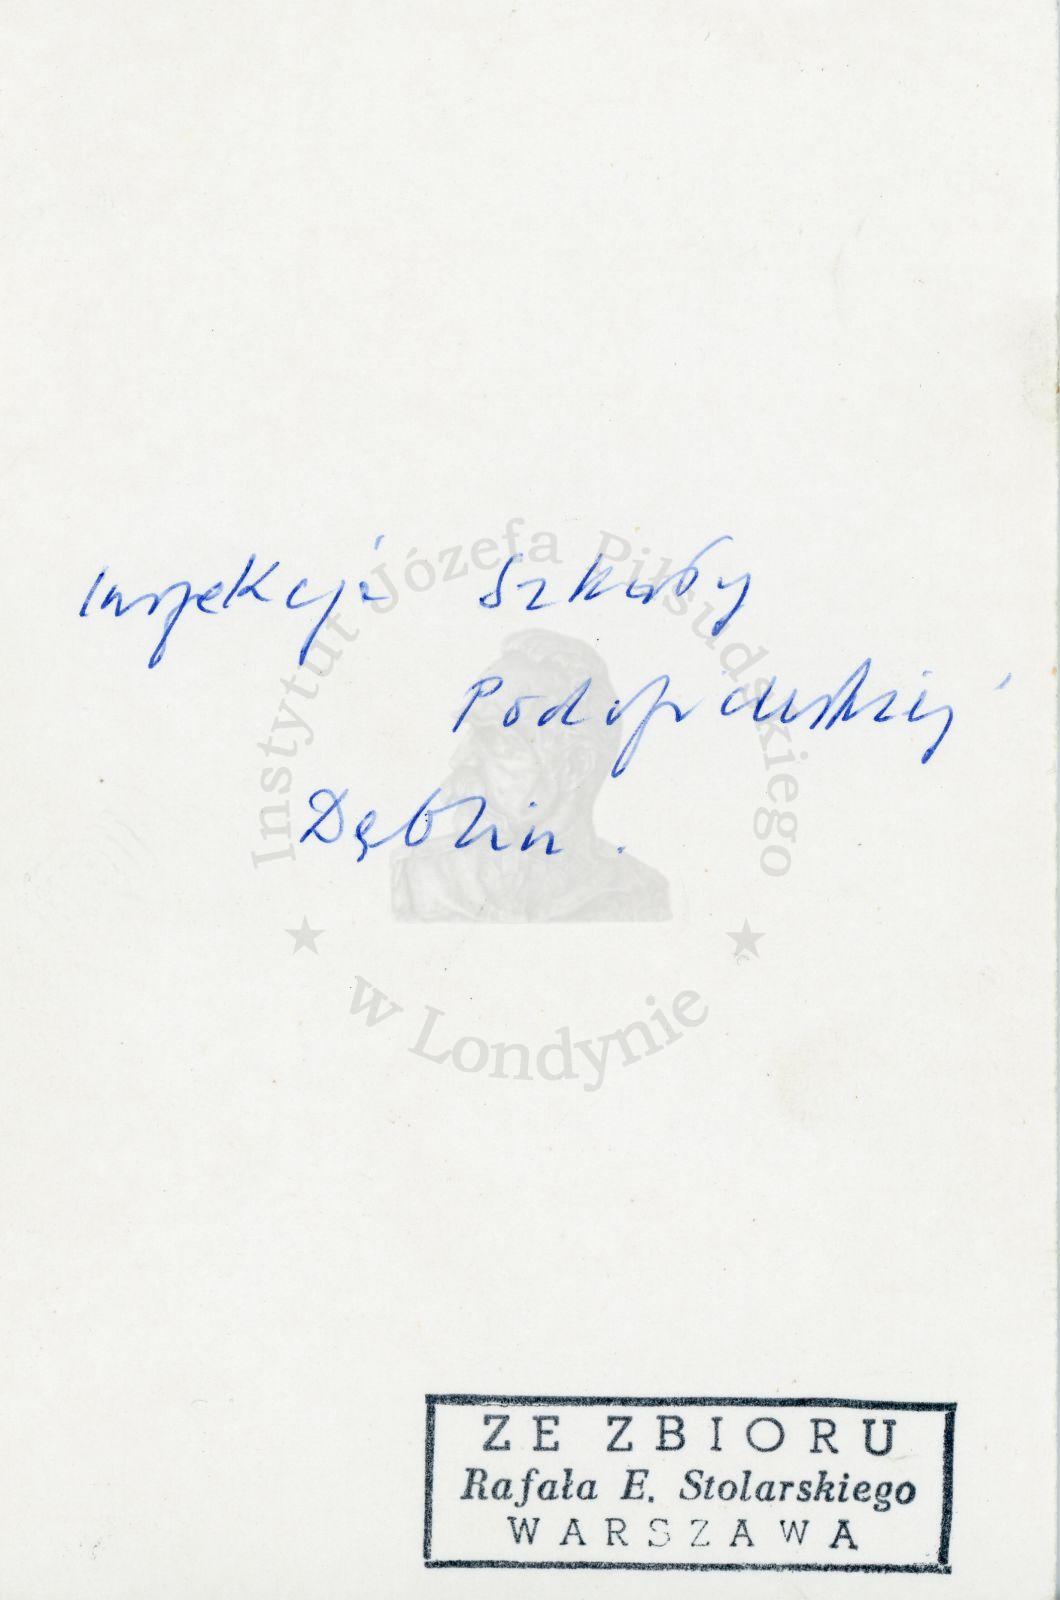 Inspekcja Szkoły
Podoficerskiej
Dęblin.
Instytut Józefa Piłsudskiego
w Londynie
ZE ZBIORU
Rafała E. Stolarskiego
WARSZAWA